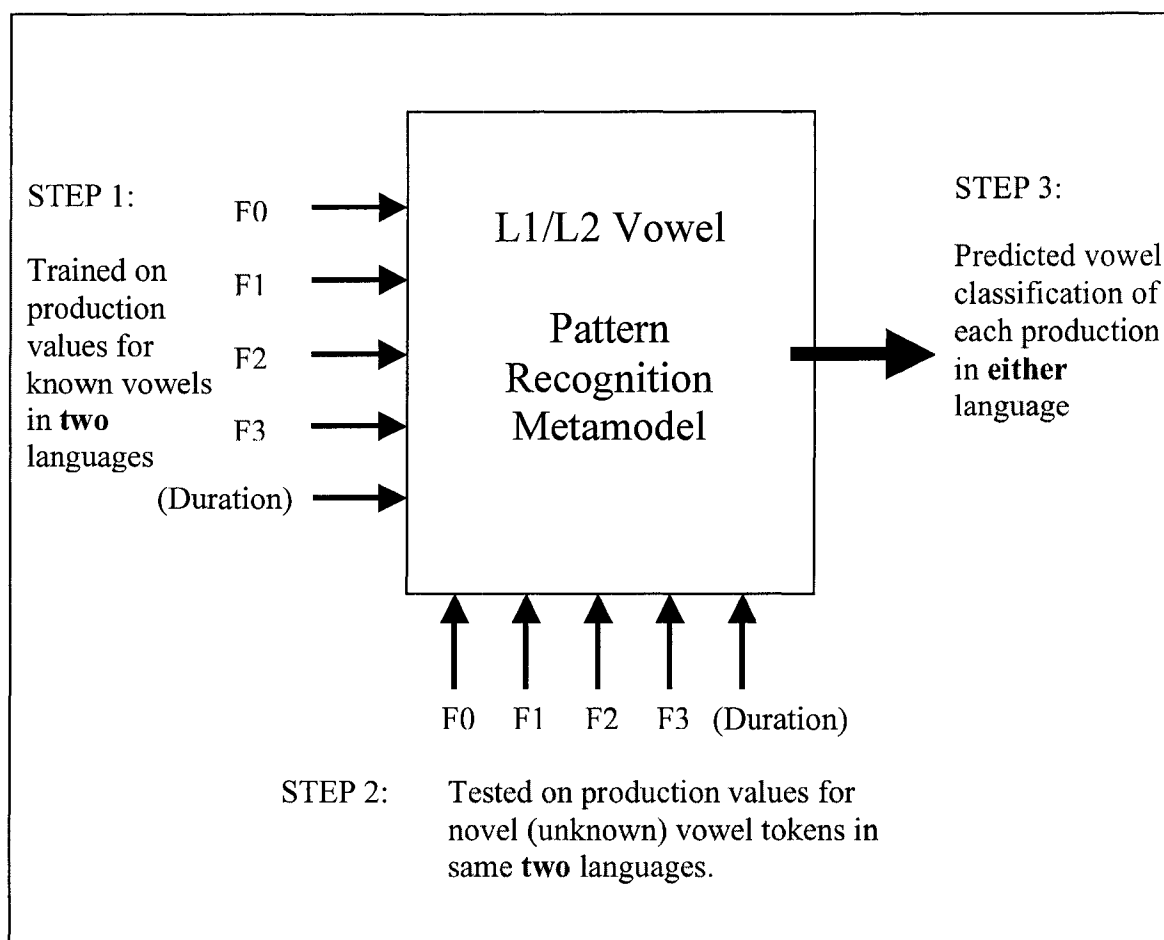 STEP 1:
Trained on
production
values for
known vowels
in two
languages
F0
F1
F2
F3
(Duration)
L1/L2 Vowel
Pattern
Recognition
Metamodel
STEP 3:
Predicted vowel
classification of
each production
in either
language
F0 F1 F2 F3 (Duration)
STEP 2: Tested on production values for
novel (unknown) vowel tokens in
same two languages.